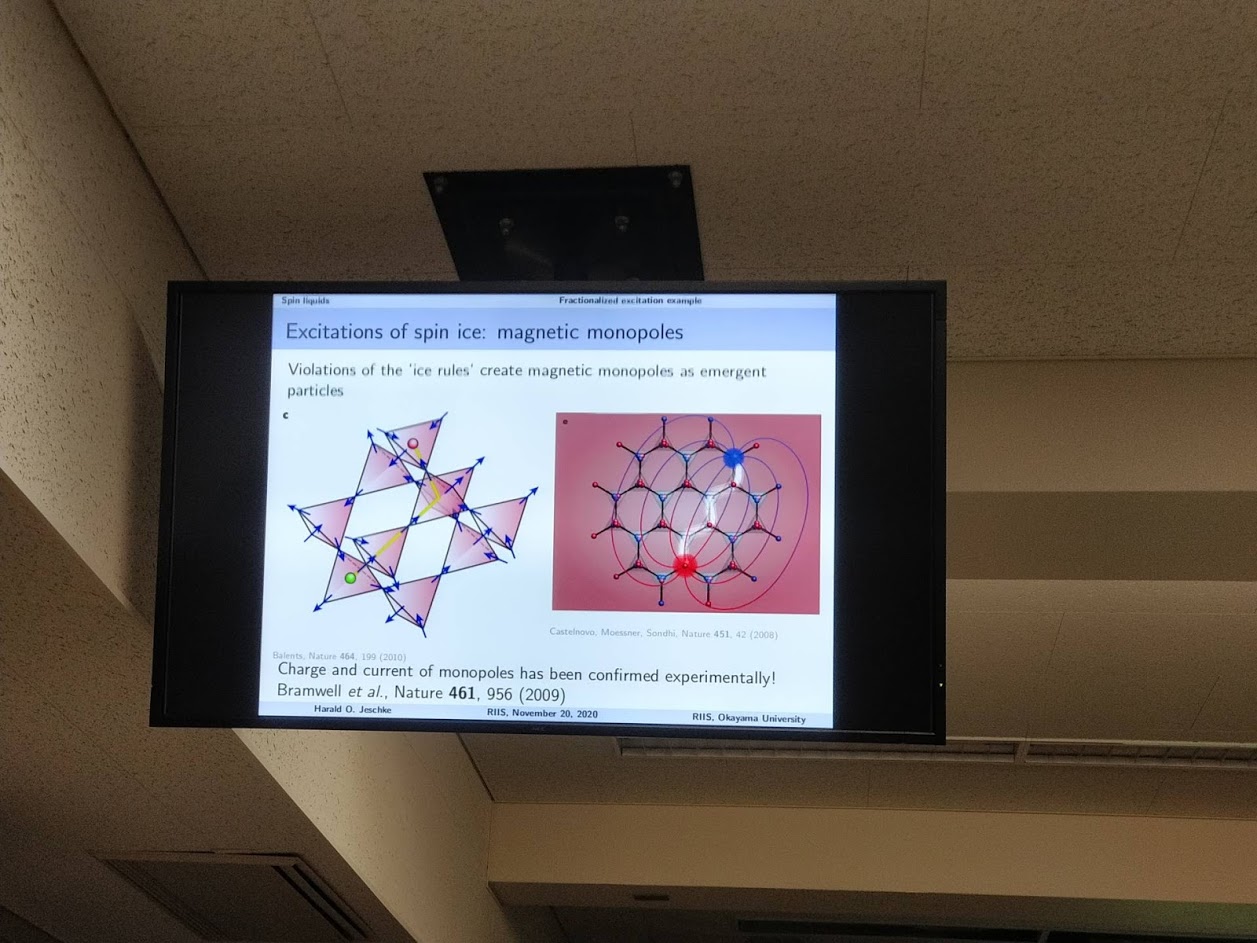 Spin liquids
Fractionalized excitation example
Excitations of spin ice: magnetic monopoles
Violations of the 'ice rules' create magnetic monopoles as emergent
particles
c
e
Castelnovo, Moessner, Sondhi, Nature 451, 42 (2008)
Balents, Nature 464, 199 (2010)
Charge and current of monopoles has been confirmed experimentally!
Bramwell et al., Nature 461, 956 (2009)
Harald O. Jeschke
RIIS, November 20, 2020
RIIS, Okayama University